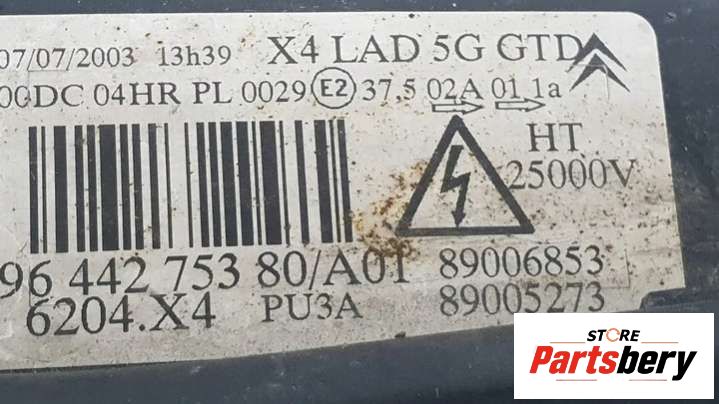 07/07/2003 13h39 X4 LAD 5G GTD
00DC 04HR PL 0029 E2 37.5 02A 01 1a
HT
25000V
96 442 753 80/A01 89006853
6204.X4 PU3A 89005273
STORE
Partsbery